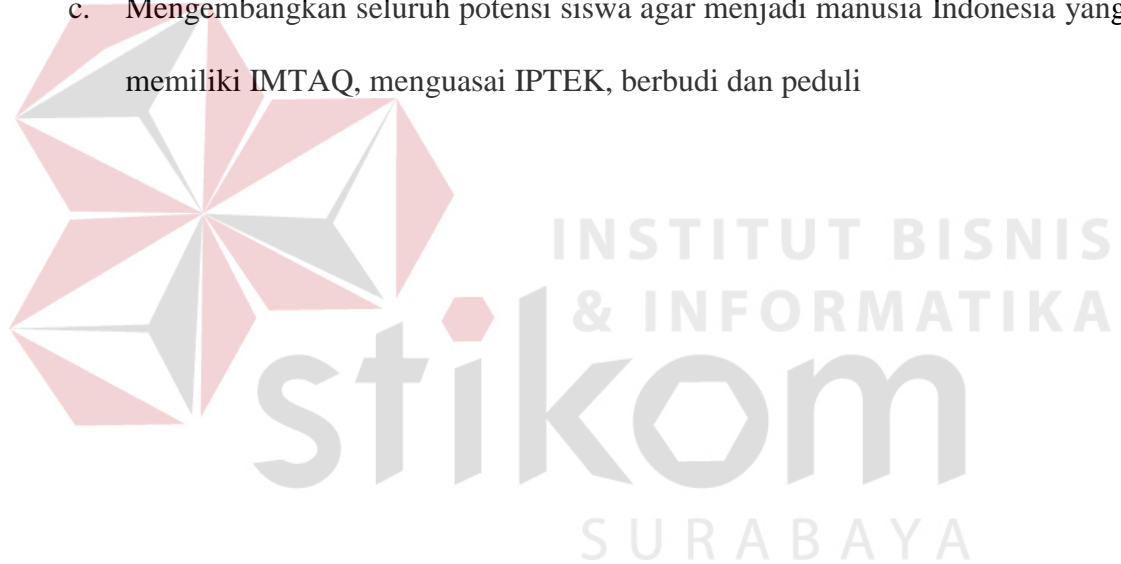 c. Mengembangkan seluruh potensi siswa agar menjadi manusia Indonesia yang
memiliki IMTAQ, menguasai IPTEK, berbudi dan peduli
INSTITUT BISNIS
& INFORMATIKA
stikom
SURABAYA